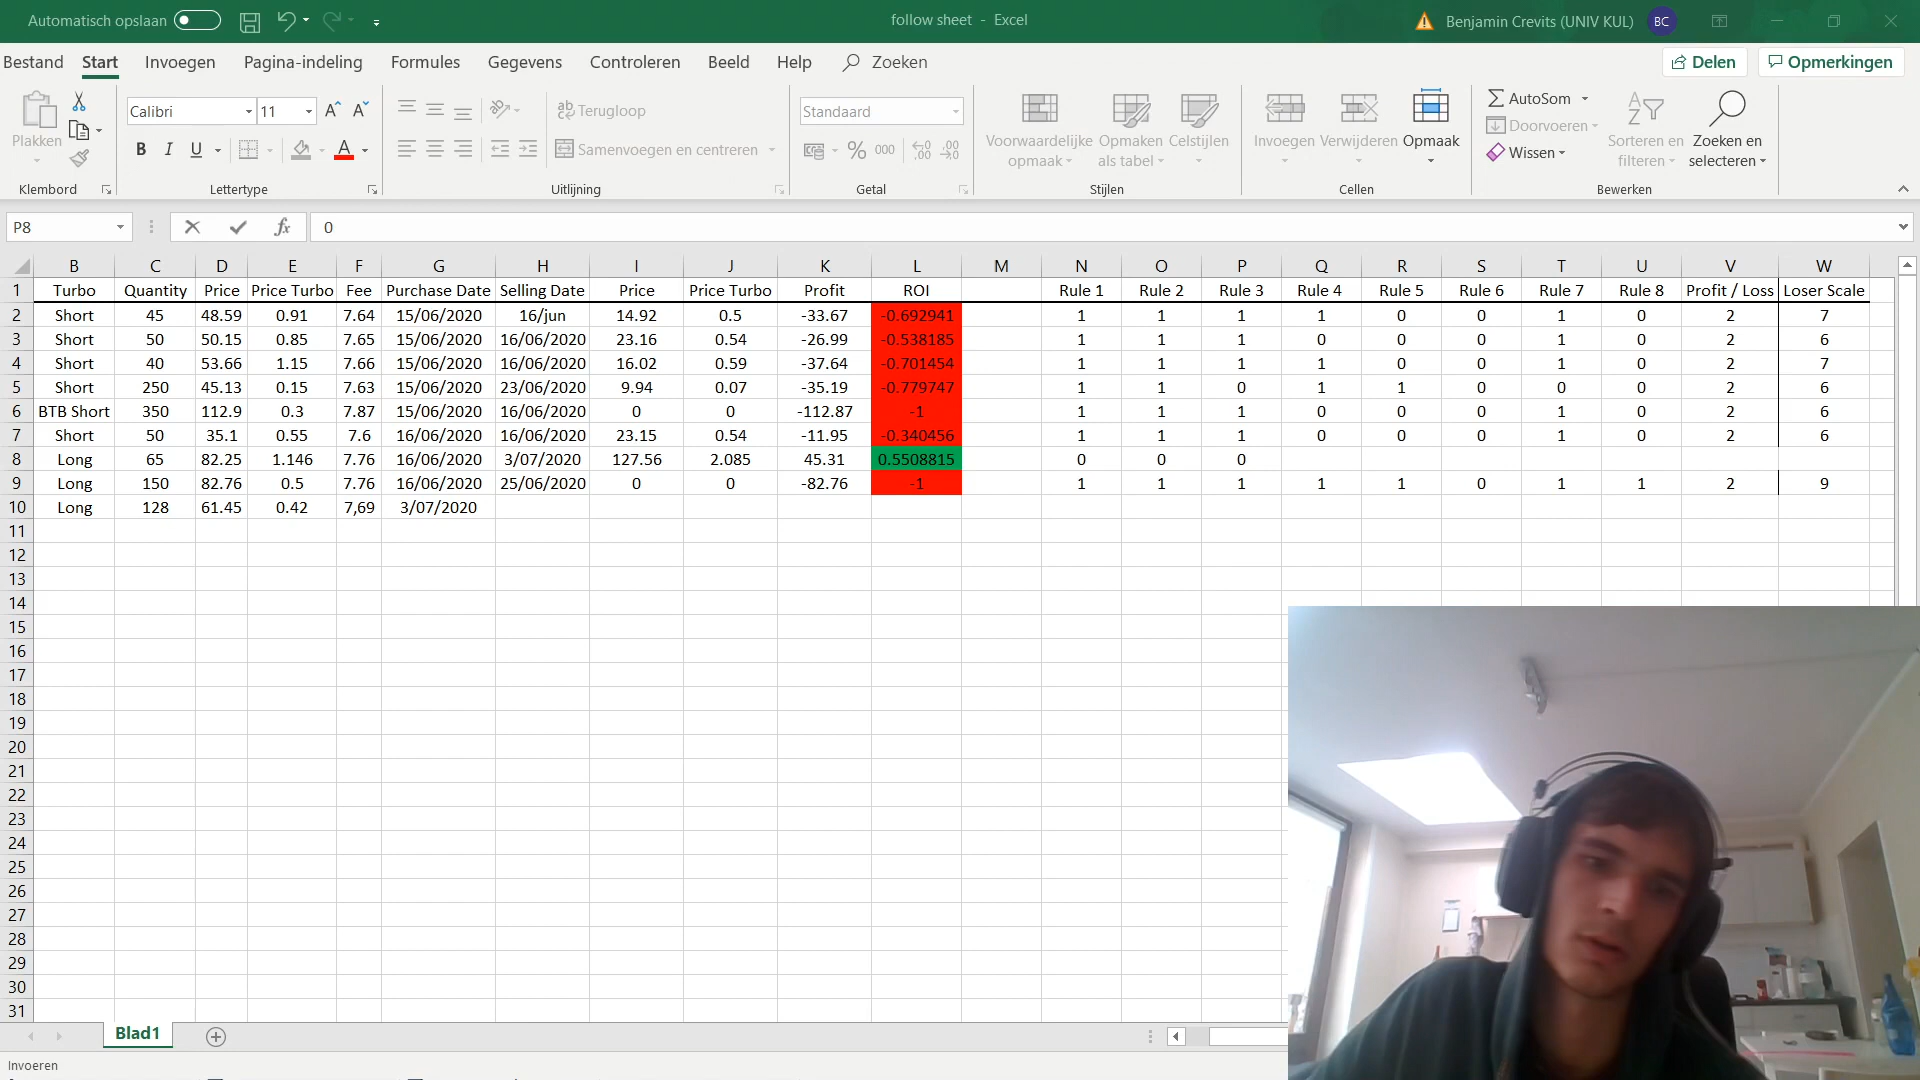 Automatisch opslaan
follow sheet - Excel
Benjamin Crevits (UNIV KUL) BC
Bestand Start Invoegen Pagina-indeling Formules Gegevens Controleren Beeld Help Zoeken Delen Opmerkingen
Plakken
Klembord
Calibri 11
B I U A
Lettertype
ab Terugloop
Samenvoegen en centreren
Uitlijning
Standaard
% 000
Getal
Voorwaardelijke opmaak
Opmaken als tabel
Celstijlen
Stijlen
Invoegen Verwijderen Opmaak
Cellen
AutoSom
Doorvoeren
Wissen
Sorteren en filteren
Zoeken en selecteren
Bewerken
P8 fx 0
B C D E F G H I J K L M N O P Q R S T U V W
1 Turbo Quantity Price Price Turbo Fee Purchase Date Selling Date Price Price Turbo Profit ROI Rule 1 Rule 2 Rule 3 Rule 4 Rule 5 Rule 6 Rule 7 Rule 8 Profit / Loss Loser Scale
2 Short 45 48.59 0.91 7.64 15/06/2020 16/jun 14.92 0.5 -33.67 -0.692941 1 1 1 1 0 0 1 0 2 7
3 Short 50 50.15 0.85 7.65 15/06/2020 16/06/2020 23.16 0.54 -26.99 -0.538185 1 1 1 0 0 0 1 0 2 6
4 Short 40 53.66 1.15 7.66 15/06/2020 16/06/2020 16.02 0.59 -37.64 -0.701454 1 1 1 1 0 0 1 0 2 7
5 Short 250 45.13 0.15 7.63 15/06/2020 23/06/2020 9.94 0.07 -35.19 -0.779747 1 1 0 1 1 0 0 0 2 6
6 BTB Short 350 112.9 0.3 7.87 15/06/2020 16/06/2020 0 0 -112.87 -1 1 1 1 0 0 0 1 0 2 6
7 Short 50 35.1 0.55 7.6 16/06/2020 16/06/2020 23.15 0.54 -11.95 -0.340456 1 1 1 0 0 0 1 0 2 6
8 Long 65 82.25 1.146 7.76 16/06/2020 3/07/2020 127.56 2.085 45.31 0.5508815 0 0 0
9 Long 150 82.76 0.5 7.76 16/06/2020 25/06/2020 0 0 -82.76 -1 1 1 1 1 1 0 1 1 2 9
10 Long 128 61.45 0.42 7,69 3/07/2020
11
12
13
14
15
16
17
18
19
20
21
22
23
24
25
26
27
28
29
30
31
Blad1
Invoeren